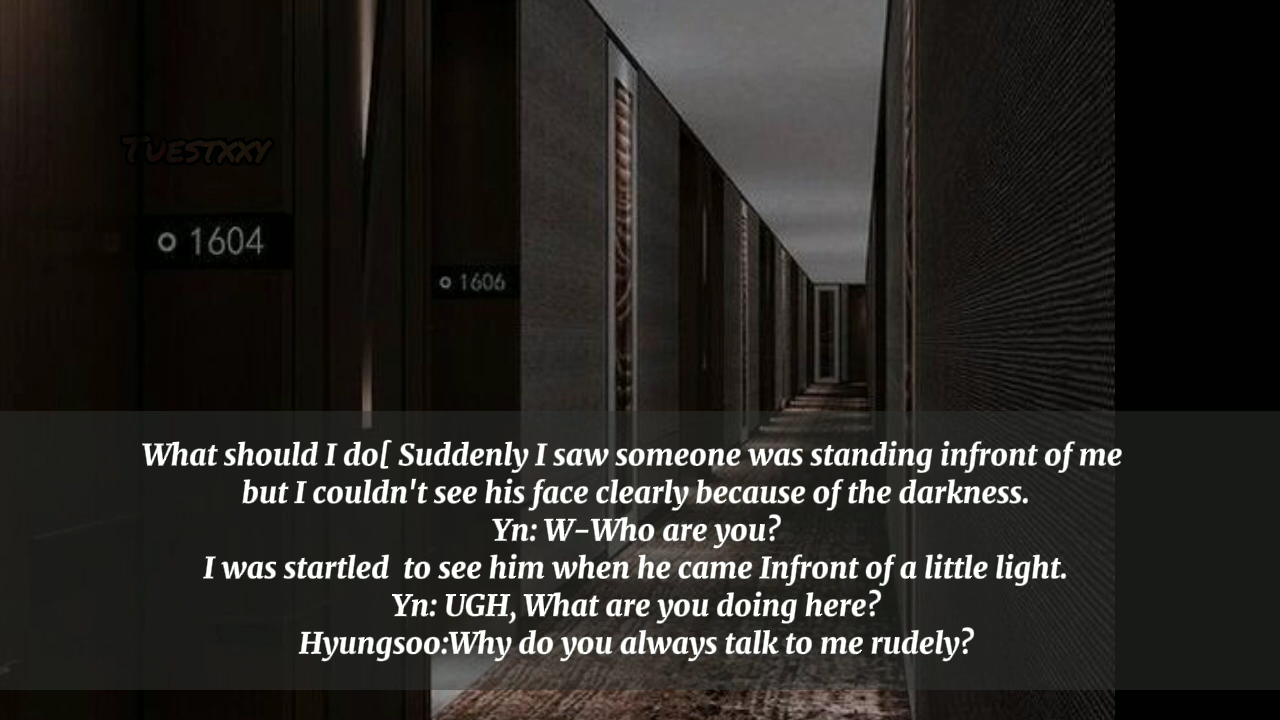 Tuestxxy
1604
1606
What should I do[ Suddenly I saw someone was standing infront of me
but I couldn't see his face clearly because of the darkness.
Yn: W-Who are you?
I was startled  to see him when he came Infront of a little light.
Yn: UGH, What are you doing here?
Hyungsoo:Why do you always talk to me rudely?